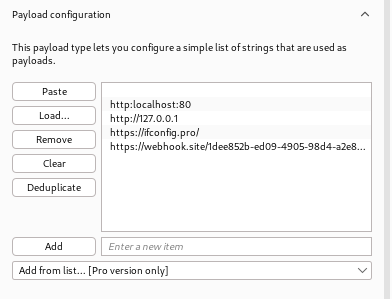 Payload configuration
This payload type lets you configure a simple list of strings that are used as
payloads.
Paste
Load...
Remove
Clear
Deduplicate
http:localhost:80
http://127.0.0.1
https://ifconfig.pro/
https://webhook.site/1dee852b-ed09-4905-98d4-a2e8...
Add
Enter a new item
Add from list... [Pro version only]